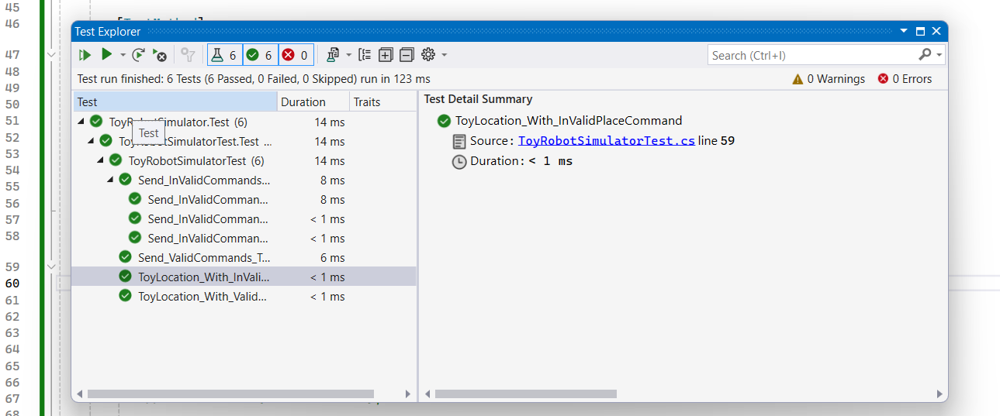 45
46
47
48
49
50
51
52
53
54
55
56
57
58
59
60
61
62
63
64
65
66
67
68
Test Explorer
6 6 0
Search (Ctrl+I)
Test run finished: 6 Tests (6 Passed, 0 Failed, 0 Skipped) run in 123 ms
0 Warnings 0 Errors
Test Duration Traits
(6) 14 ms
Test
ToyRobotSimulatorTest.Test ... 14 ms
ToyRobotSimulatorTest (6) 14 ms
Send_InValidCommands... 8 ms
Send_InValidComman... 8 ms
Send_InValidComman... < 1 ms
Send_InValidComman... < 1 ms
Send_ValidCommands_T... 6 ms
ToyLocation_With_InVali... < 1 ms
ToyLocation_With_Valid... < 1 ms
Test Detail Summary
ToyLocation_With_InValidPlaceCommand
Source: ToyRobotSimulatorTest.cs line 59
Duration: < 1 ms